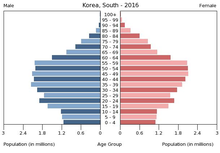 Korea, South - 2016
Male
Female
100+
95 - 99
90 - 94
85 - 89
80 - 84
75 - 79
70 - 74
65 - 69
60 - 64
55 - 59
50 - 54
45 - 49
40 - 44
35 - 39
30 - 34
25 - 29
20 - 24
15 - 19
10 - 14
5 - 9
0 - 4
3 2.4 1.8 1.2 0.6 0 0 0.6 1.2 1.8 2.4 3
Population (in millions) Age Group Population (in millions)